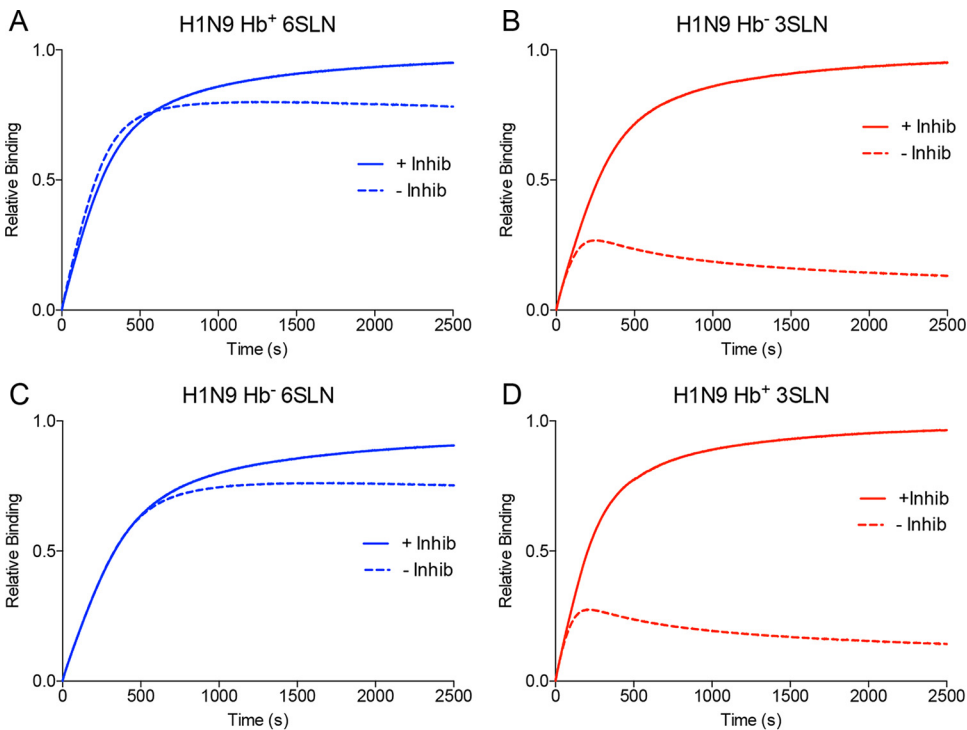 A
H1N9 Hb⁺ 6SLN
Relative Binding
1.0
0.5
0.0
0 500 1000 1500 2000 2500
Time (s)
+ Inhib
- Inhib
B
H1N9 Hb⁻ 3SLN
Relative Binding
1.0
0.5
0.0
0 500 1000 1500 2000 2500
Time (s)
+ Inhib
- Inhib
C
H1N9 Hb⁻ 6SLN
Relative Binding
1.0
0.5
0.0
0 500 1000 1500 2000 2500
Time (s)
+ Inhib
- Inhib
D
H1N9 Hb⁺ 3SLN
Relative Binding
1.0
0.5
0.0
0 500 1000 1500 2000 2500
Time (s)
+Inhib
- Inhib